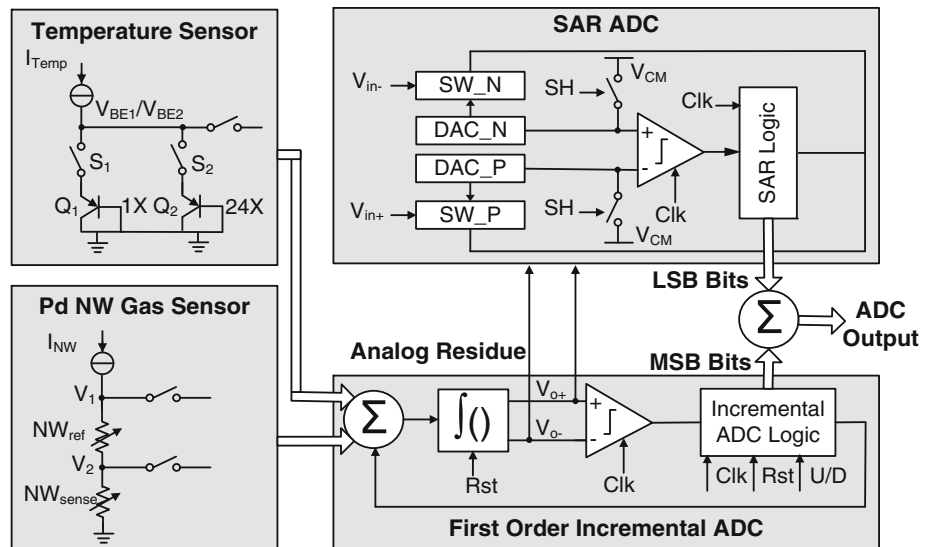 Temperature Sensor
I_Temp
V_BE1/V_BE2
S_1
S_2
Q_1
1X
Q_2
24X
Pd NW Gas Sensor
I_NW
V_1
NW_ref
V_2
NW_sense
SAR ADC
V_in-
SW_N
DAC_N
DAC_P
V_in+
SW_P
SH
V_CM
+
-
Clk
SH
V_CM
Clk
SAR Logic
LSB Bits
Σ
ADC
Output
MSB Bits
Analog Residue
Σ
∫()
Rst
V_o+
V_o-
+
-
Clk
Incremental
ADC Logic
Clk
Rst
U/D
First Order Incremental ADC